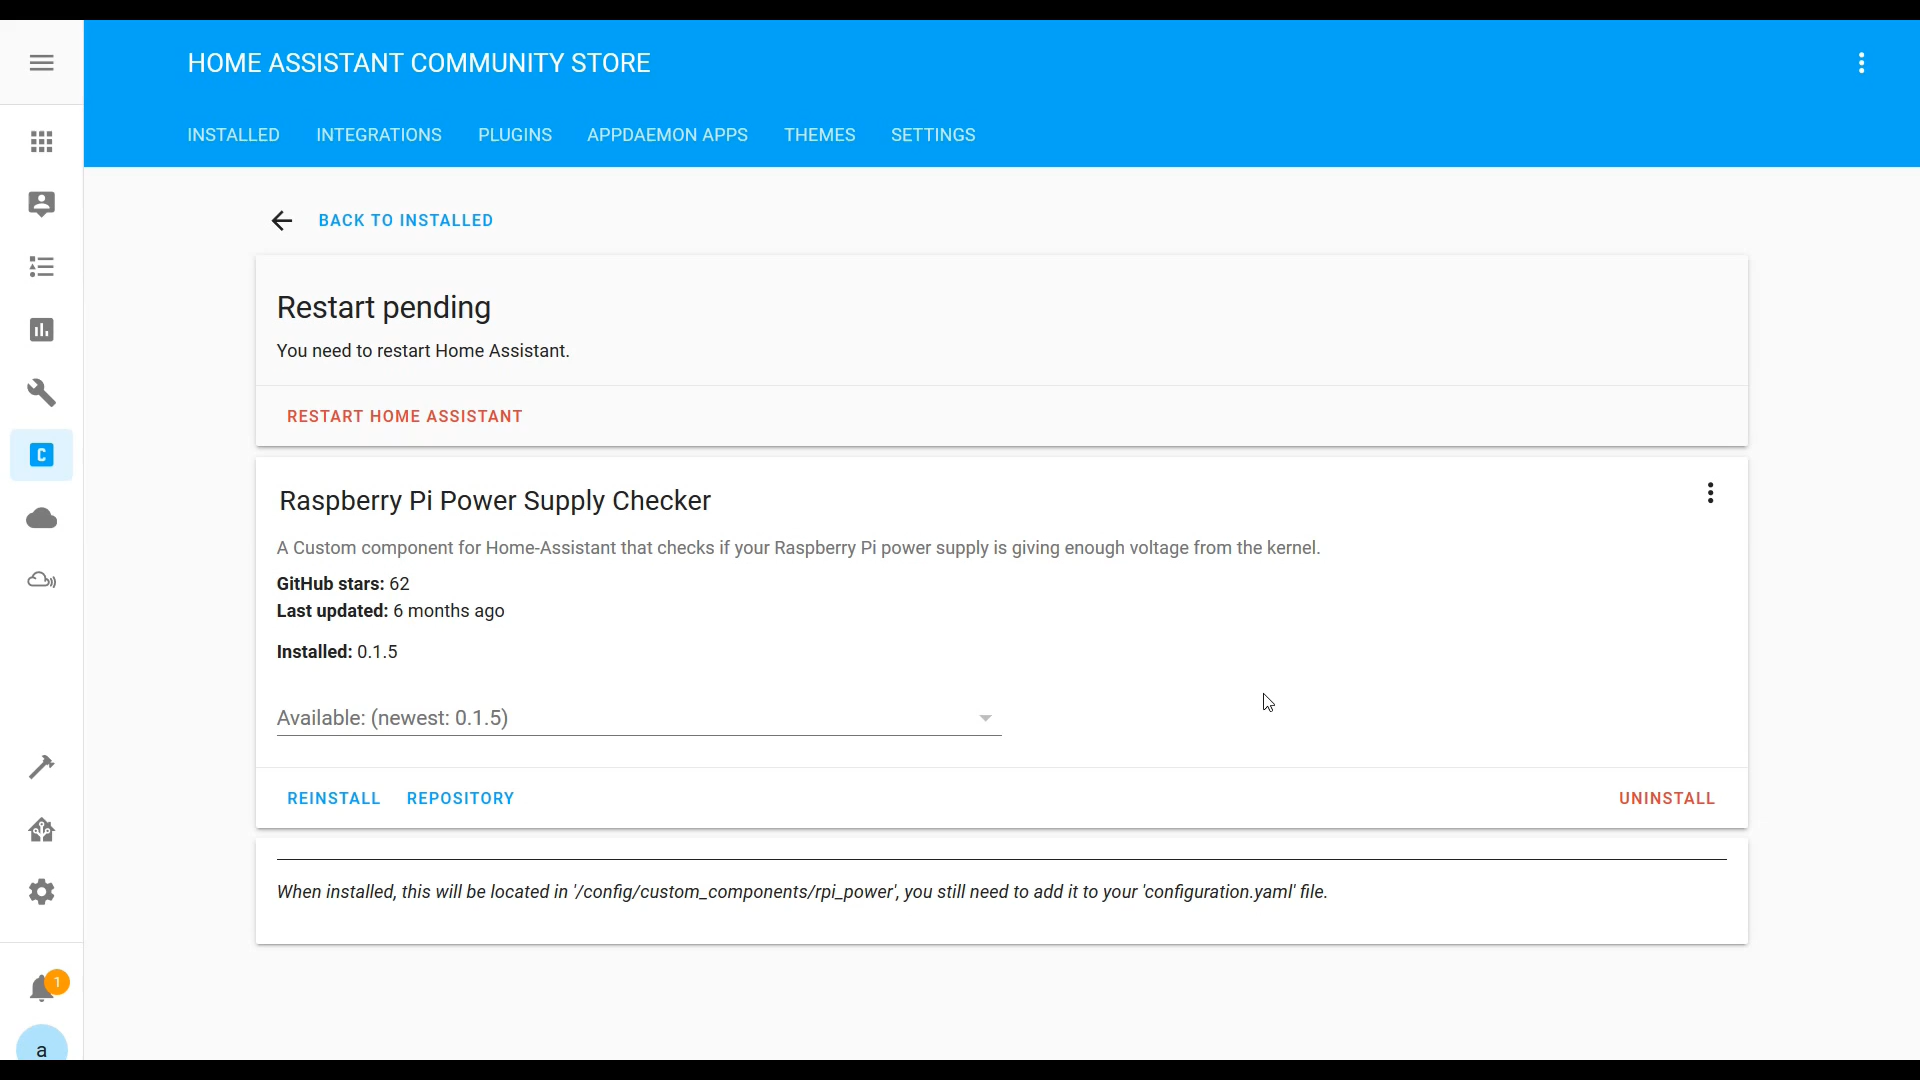 HOME ASSISTANT COMMUNITY STORE
INSTALLED INTEGRATIONS PLUGINS APPDAEMON APPS THEMES SETTINGS
BACK TO INSTALLED
Restart pending
You need to restart Home Assistant.
RESTART HOME ASSISTANT
C
Raspberry Pi Power Supply Checker
A Custom component for Home-Assistant that checks if your Raspberry Pi power supply is giving enough voltage from the kernel.
GitHub stars: 62
Last updated: 6 months ago
Installed: 0.1.5
Available: (newest: 0.1.5)
REINSTALL REPOSITORY UNINSTALL
When installed, this will be located in '/config/custom_components/rpi_power', you still need to add it to your 'configuration.yaml' file.
1
a